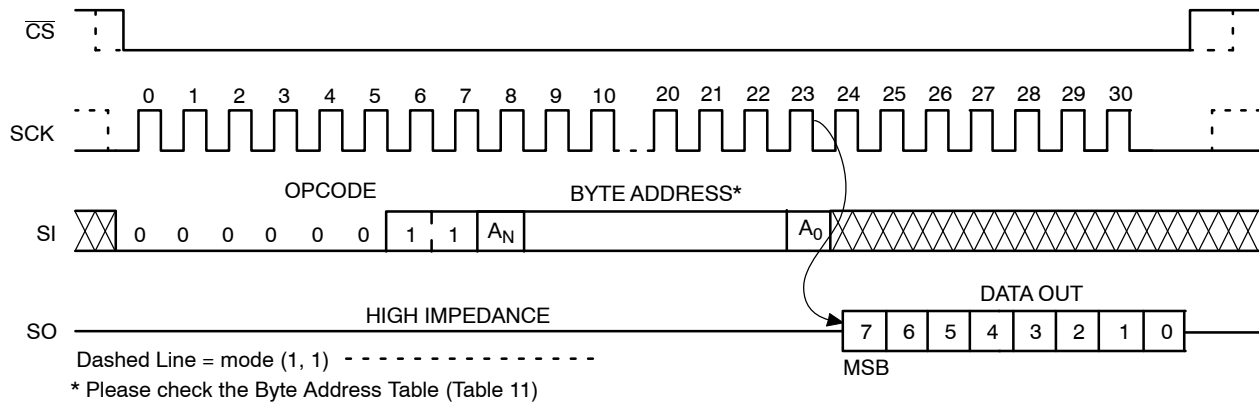 CS
0 1 2 3 4 5 6 7 8 9 10 20 21 22 23 24 25 26 27 28 29 30
SCK
OPCODE BYTE ADDRESS*
SI 0 0 0 0 0 0 1 1 AN A0
DATA OUT
HIGH IMPEDANCE
SO 7 6 5 4 3 2 1 0
Dashed Line = mode (1, 1)
MSB
* Please check the Byte Address Table (Table 11)